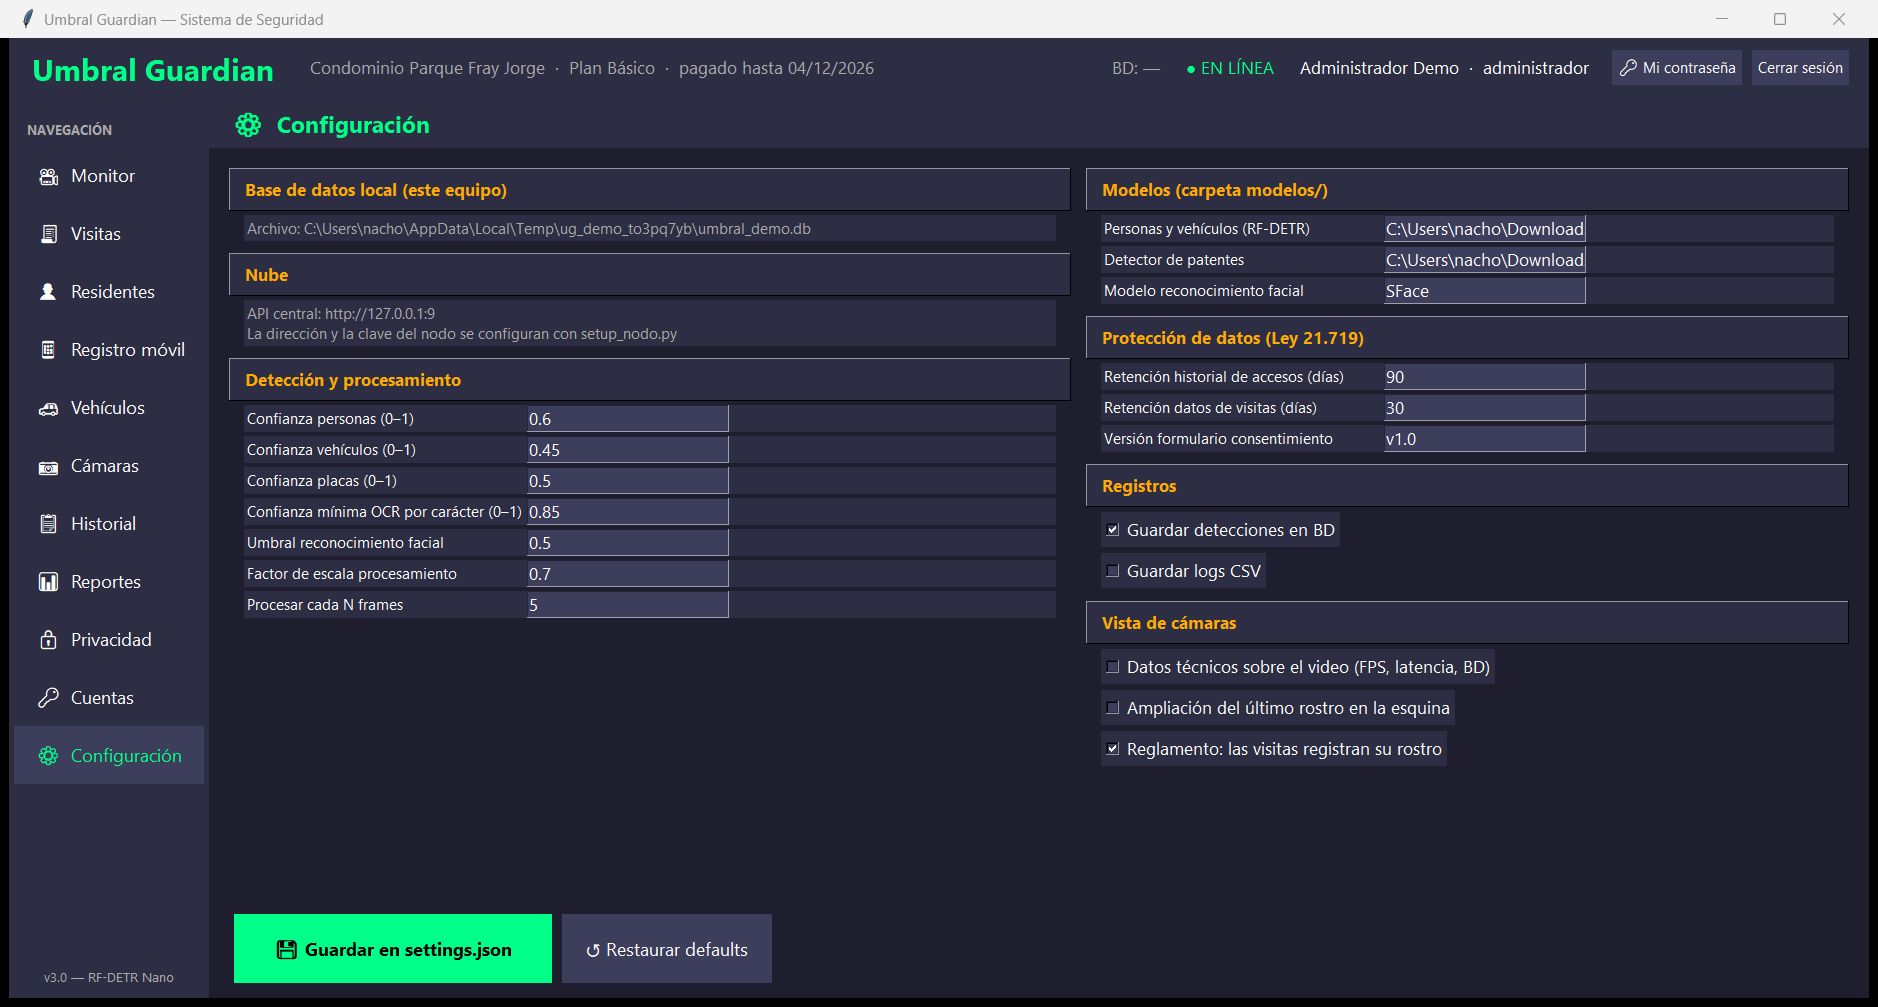 Umbral Guardian — Sistema de Seguridad
Umbral Guardian
Condominio Parque Fray Jorge · Plan Básico · pagado hasta 04/12/2026
BD: —
● EN LÍNEA
Administrador Demo · administrador
Mi contraseña
Cerrar sesión
NAVEGACIÓN
Monitor
Visitas
Residentes
Registro móvil
Vehículos
Cámaras
Historial
Reportes
Privacidad
Cuentas
Configuración
v3.0 — RF-DETR Nano
Configuración
Base de datos local (este equipo)
Archivo: C:\Users\nacho\AppData\Local\Temp\ug_demo_to3pq7yb\umbral_demo.db
Nube
API central: http://127.0.0.1:9
La dirección y la clave del nodo se configuran con setup_nodo.py
Detección y procesamiento
Confianza personas (0–1) 0.6
Confianza vehículos (0–1) 0.45
Confianza placas (0–1) 0.5
Confianza mínima OCR por carácter (0–1) 0.85
Umbral reconocimiento facial 0.5
Factor de escala procesamiento 0.7
Procesar cada N frames 5
Modelos (carpeta modelos/)
Personas y vehículos (RF-DETR) C:\Users\nacho\Download
Detector de patentes C:\Users\nacho\Download
Modelo reconocimiento facial SFace
Protección de datos (Ley 21.719)
Retención historial de accesos (días) 90
Retención datos de visitas (días) 30
Versión formulario consentimiento v1.0
Registros
Guardar detecciones en BD
Guardar logs CSV
Vista de cámaras
Datos técnicos sobre el video (FPS, latencia, BD)
Ampliación del último rostro en la esquina
Reglamento: las visitas registran su rostro
Guardar en settings.json
↺ Restaurar defaults